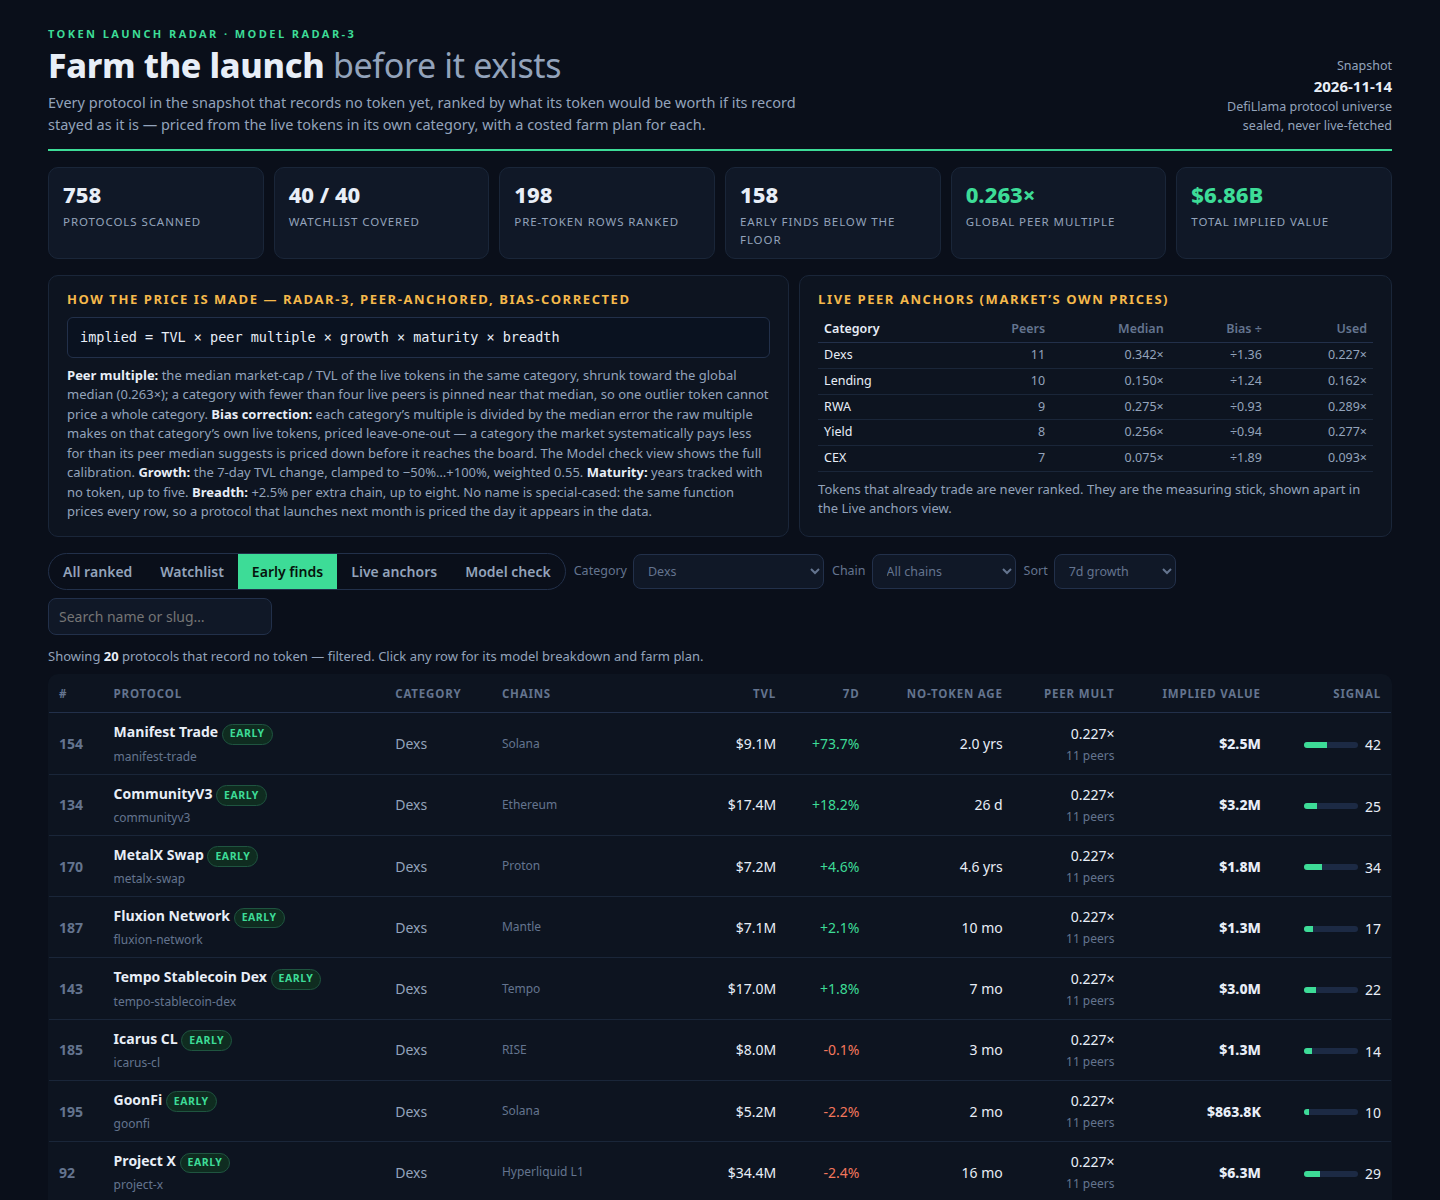 TOKEN LAUNCH RADAR · MODEL RADAR-3
Farm the launch before it exists
Every protocol in the snapshot that records no token yet, ranked by what its token would be worth if its record
stayed as it is — priced from the live tokens in its own category, with a costed farm plan for each.
Snapshot
2026-11-14
DefiLlama protocol universe
sealed, never live-fetched
758
PROTOCOLS SCANNED
40 / 40
WATCHLIST COVERED
198
PRE-TOKEN ROWS RANKED
158
EARLY FINDS BELOW THE
FLOOR
0.263×
GLOBAL PEER MULTIPLE
$6.86B
TOTAL IMPLIED VALUE
HOW THE PRICE IS MADE — RADAR-3, PEER-ANCHORED, BIAS-CORRECTED
implied = TVL × peer multiple × growth × maturity × breadth
Peer multiple: the median market-cap / TVL of the live tokens in the same category, shrunk toward the global
median (0.263×); a category with fewer than four live peers is pinned near that median, so one outlier token cannot
price a whole category. Bias correction: each category's multiple is divided by the median error the raw multiple
makes on that category's own live tokens, priced leave-one-out — a category the market systematically pays less
for than its peer median suggests is priced down before it reaches the board. The Model check view shows the full
calibration. Growth: the 7-day TVL change, clamped to −50%…+100%, weighted 0.55. Maturity: years tracked with
no token, up to five. Breadth: +2.5% per extra chain, up to eight. No name is special-cased: the same function
prices every row, so a protocol that launches next month is priced the day it appears in the data.
LIVE PEER ANCHORS (MARKET'S OWN PRICES)
Category Peers Median Bias ÷ Used
Dexs 11 0.342× ÷1.36 0.227×
Lending 10 0.150× ÷1.24 0.162×
RWA 9 0.275× ÷0.93 0.289×
Yield 8 0.256× ÷0.94 0.277×
CEX 7 0.075× ÷1.89 0.093×
Tokens that already trade are never ranked. They are the measuring stick, shown apart in
the Live anchors view.
All ranked Watchlist Early finds Live anchors Model check Category Dexs Chain All chains Sort 7d growth
Search name or slug…
Showing 20 protocols that record no token — filtered. Click any row for its model breakdown and farm plan.
# PROTOCOL CATEGORY CHAINS TVL 7D NO-TOKEN AGE PEER MULT IMPLIED VALUE SIGNAL
154 Manifest Trade EARLY Dexs Solana $9.1M +73.7% 2.0 yrs 0.227× $2.5M 42
manifest-trade 11 peers
134 CommunityV3 EARLY Dexs Ethereum $17.4M +18.2% 26 d 0.227× $3.2M 25
communityv3 11 peers
170 MetalX Swap EARLY Dexs Proton $7.2M +4.6% 4.6 yrs 0.227× $1.8M 34
metalx-swap 11 peers
187 Fluxion Network EARLY Dexs Mantle $7.1M +2.1% 10 mo 0.227× $1.3M 17
fluxion-network 11 peers
143 Tempo Stablecoin Dex EARLY Dexs Tempo $17.0M +1.8% 7 mo 0.227× $3.0M 22
tempo-stablecoin-dex 11 peers
185 Icarus CL EARLY Dexs RISE $8.0M -0.1% 3 mo 0.227× $1.3M 14
icarus-cl 11 peers
195 GoonFi EARLY Dexs Solana $5.2M -2.2% 2 mo 0.227× $863.8K 10
goonfi 11 peers
92 Project X EARLY Dexs Hyperliquid L1 $34.4M -2.4% 16 mo 0.227× $6.3M 29
project-x 11 peers